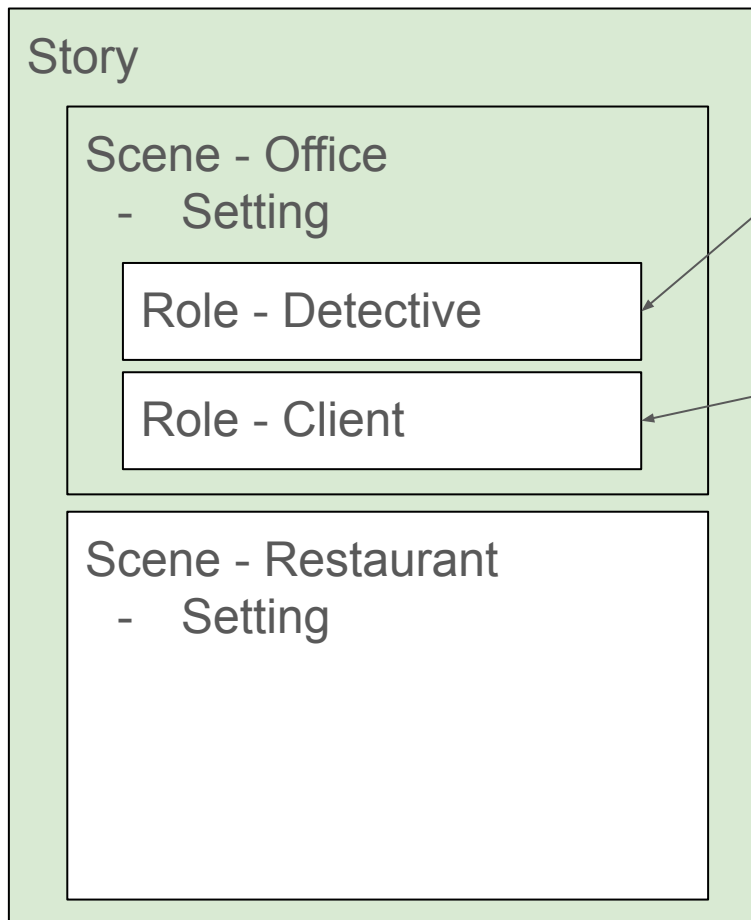 Story
Scene - Office
- Setting
Role - Detective
Role - Client
Scene - Restaurant
- Setting